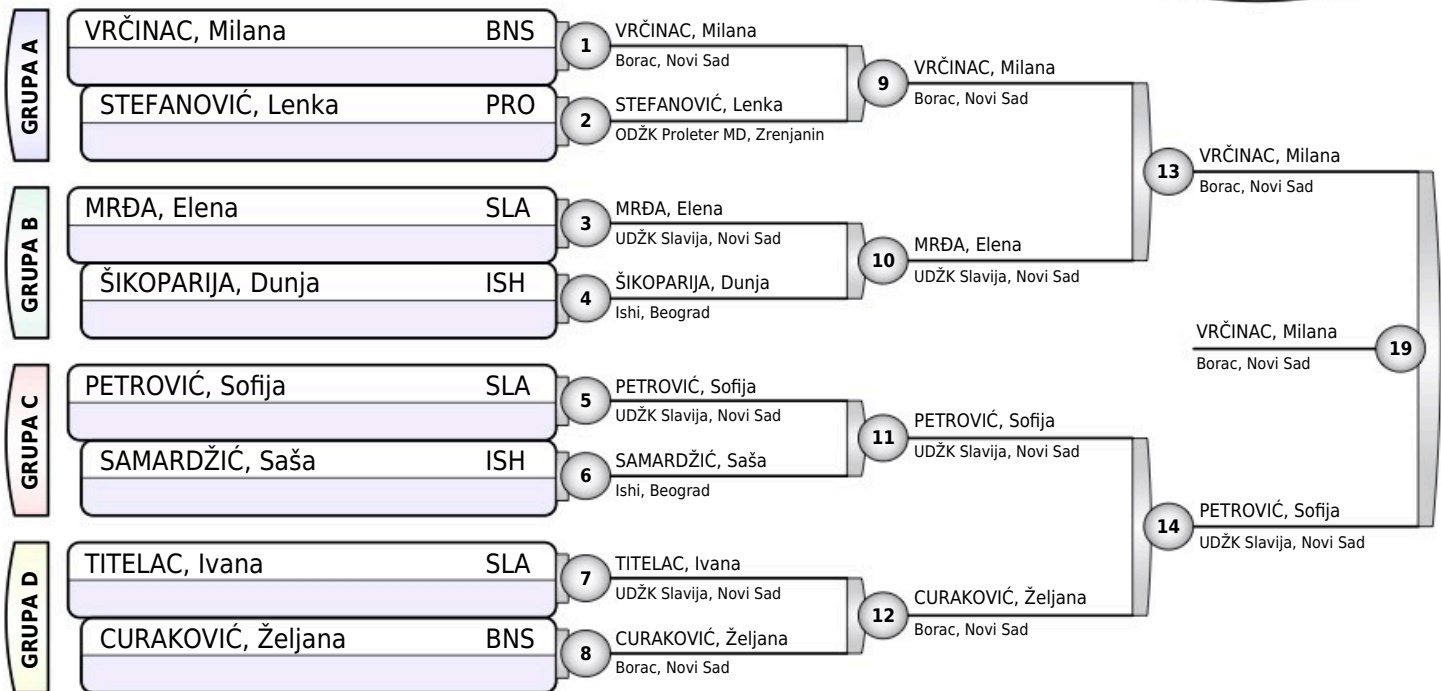 GRUPA A
VRČINAC, Milana BNS
STEFANOVIĆ, Lenka PRO
1
VRČINAC, Milana
Borac, Novi Sad
2
STEFANOVIĆ, Lenka
ODŽK Proleter MD, Zrenjanin
9
VRČINAC, Milana
Borac, Novi Sad
GRUPA B
MRĐA, Elena SLA
ŠIKOPARIJA, Dunja ISH
3
MRĐA, Elena
UDŽK Slavija, Novi Sad
4
ŠIKOPARIJA, Dunja
Ishi, Beograd
10
MRĐA, Elena
UDŽK Slavija, Novi Sad
13
VRČINAC, Milana
Borac, Novi Sad
GRUPA C
PETROVIĆ, Sofija SLA
SAMARDŽIĆ, Saša ISH
5
PETROVIĆ, Sofija
UDŽK Slavija, Novi Sad
6
SAMARDŽIĆ, Saša
Ishi, Beograd
11
PETROVIĆ, Sofija
UDŽK Slavija, Novi Sad
GRUPA D
TITELAC, Ivana SLA
CURAKOVIĆ, Željana BNS
7
TITELAC, Ivana
UDŽK Slavija, Novi Sad
8
CURAKOVIĆ, Željana
Borac, Novi Sad
12
CURAKOVIĆ, Željana
Borac, Novi Sad
14
PETROVIĆ, Sofija
UDŽK Slavija, Novi Sad
VRČINAC, Milana
Borac, Novi Sad
19